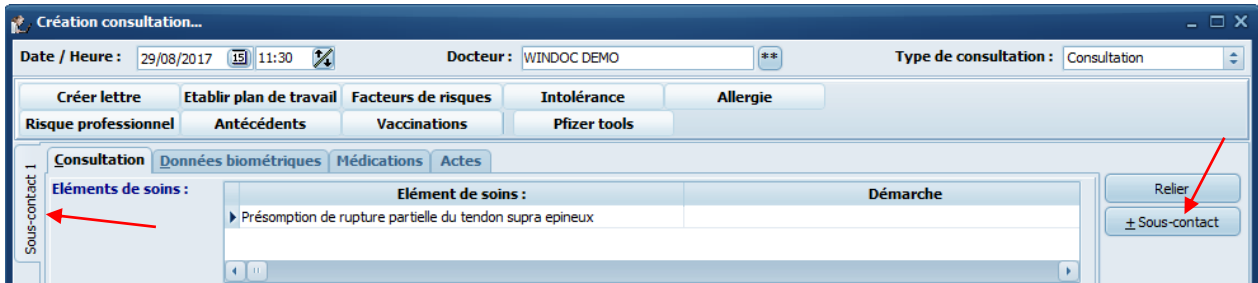 Création consultation...
Date / Heure : 29/08/2017 15 11:30 Docteur : WINDOC DEMO ** Type de consultation : Consultation
Créer lettre Etablir plan de travail Facteurs de risques Intolérance Allergie
Risque professionnel Antécédents Vaccinations Pfizer tools
Sous-contact 1
Consultation Données biométriques Médications Actes
Eléments de soins : Elément de soins : Démarche Relier
Présomption de rupture partielle du tendon supra epineux + Sous-contact